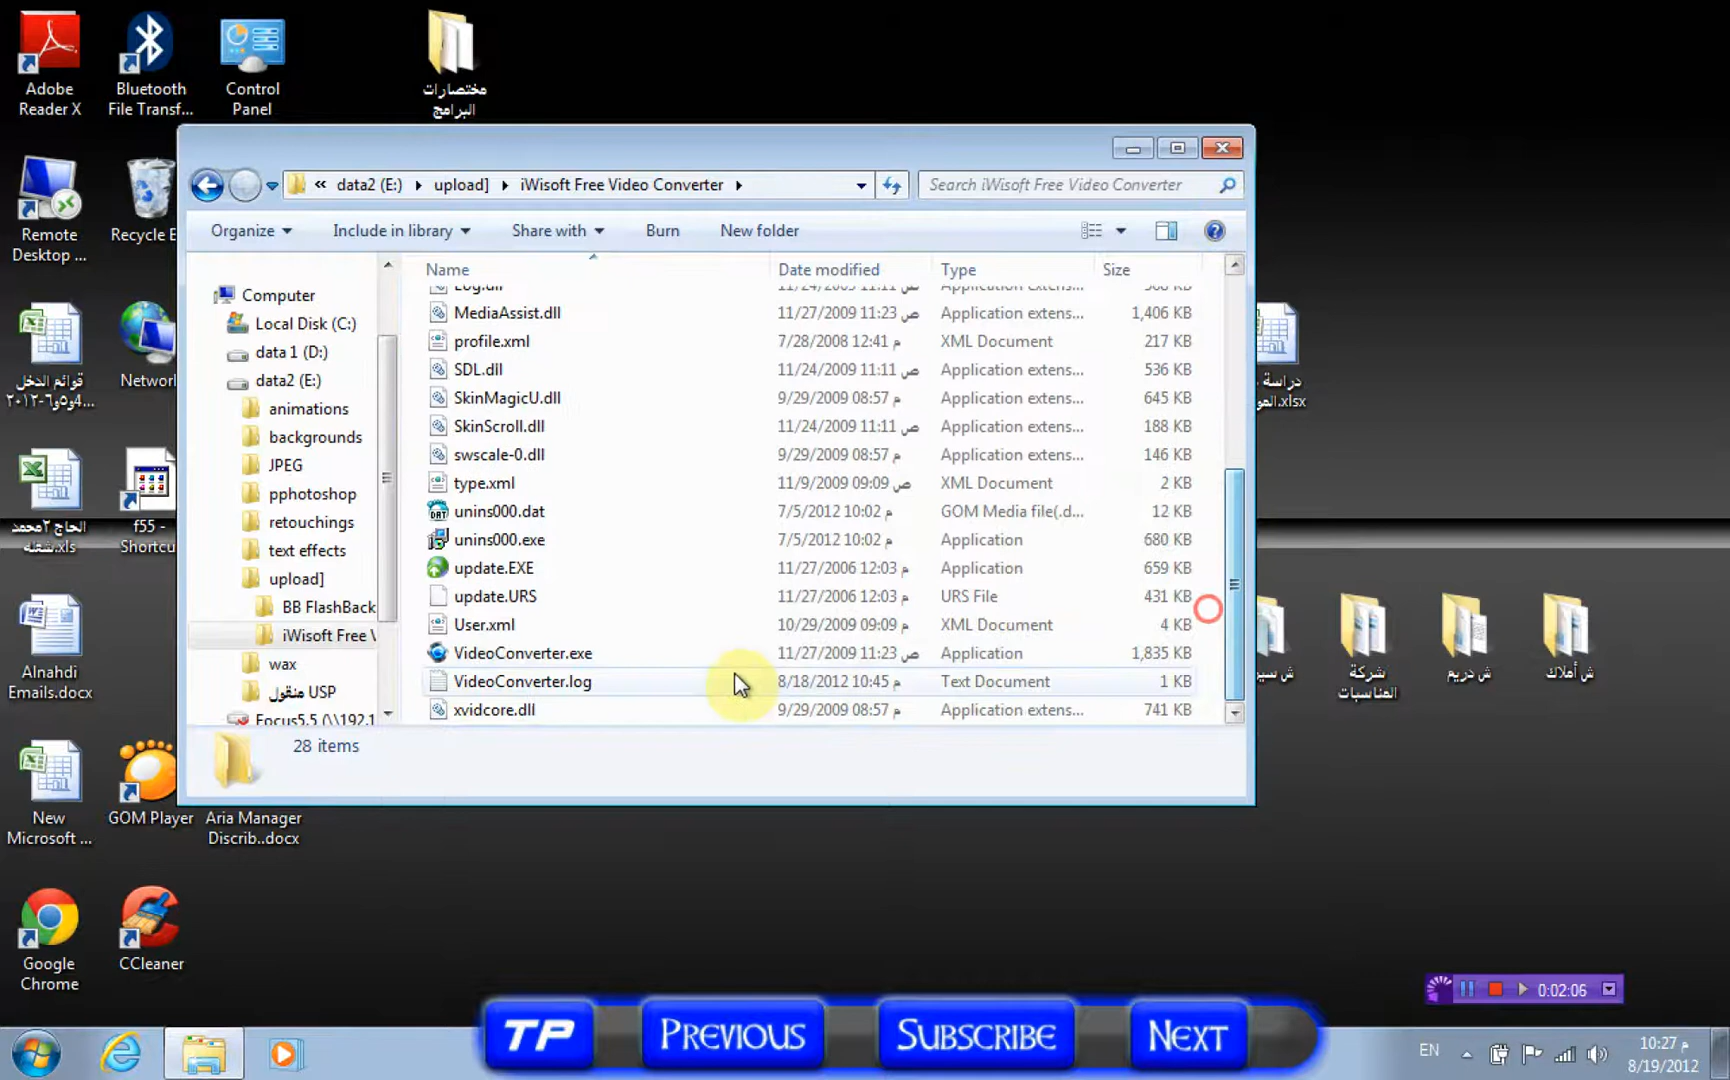 Adobe
Reader X
Bluetooth
File Transf...
Control
Panel
مختصارات
البرامج
Remote
Desktop ...
Recycle
قوائم الدخل
Network
f55 -
Alnahdi
Emails.docx
New
Microsoft ...
GOM Player
Aria Manager
Discrib..docx
Google
Chrome
CCleaner
« data2 (E:) ▸ upload] ▸ iWisoft Free Video Converter ▸
Search iWisoft Free Video Converter
Organize
Include in library
Share with
Burn
New folder
Computer
Local Disk (C:)
data 1 (D:)
data2 (E:)
animations
backgrounds
JPEG
pphotoshop
retouchings
text effects
upload]
BB FlashBack
iWisoft Free
wax
منقول USP
Focus5.5 (\\192.1
Name Date modified Type Size
MediaAssist.dll 11/27/2009 11:23 ص Application extens... 1,406 KB
profile.xml 7/28/2008 12:41 م XML Document 217 KB
SDL.dll 11/24/2009 11:11 ص Application extens... 536 KB
SkinMagicU.dll 9/29/2009 08:57 م Application extens... 645 KB
SkinScroll.dll 11/24/2009 11:11 ص Application extens... 188 KB
swscale-0.dll 9/29/2009 08:57 م Application extens... 146 KB
type.xml 11/9/2009 09:09 ص XML Document 2 KB
unins000.dat 7/5/2012 10:02 م GOM Media file(.d... 12 KB
unins000.exe 7/5/2012 10:02 م Application 680 KB
update.EXE 11/27/2006 12:03 م Application 659 KB
update.URS 11/27/2006 12:03 م URS File 431 KB
User.xml 10/29/2009 09:09 م XML Document 4 KB
VideoConverter.exe 11/27/2009 11:23 ص Application 1,835 KB
VideoConverter.log 8/18/2012 10:45 م Text Document 1 KB
xvidcore.dll 9/29/2009 08:57 م Application extens... 741 KB
28 items
دراسة
شركة
المناسبات
ش دريم
ش أملاك
0:02:06
TP
PREVIOUS
SUBSCRIBE
NEXT
EN
10:27 م
8/19/2012